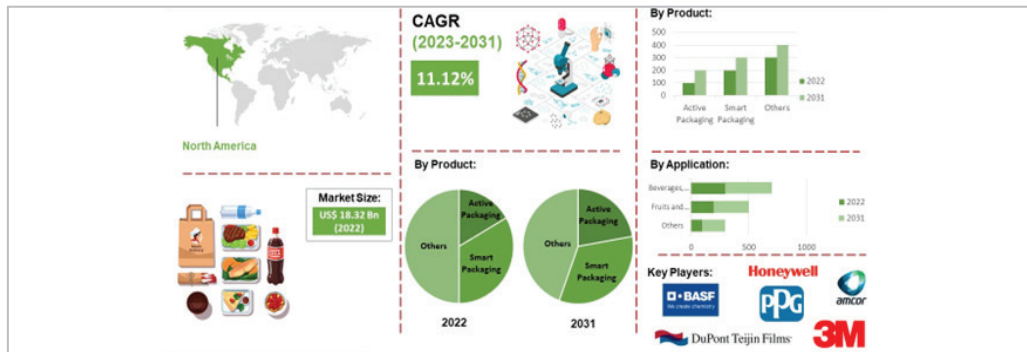 North America
CAGR
(2023-2031)
11.12%
By Product:
500
400
300
200
100
0
Active
Packaging
Smart
Packaging
Others
2022
2031
Market Size:
US$ 18.32 Bn
(2022)
By Product:
Active
Packaging
Others
Smart
Packaging
2022
Active
Packaging
Others
Smart
Packaging
2031
By Application:
Beverages,...
Fruits and ...
Others
0
500
1000
2022
2031
Key Players:
Honeywell
BASF
We create chemistry
PPG
amcor
DuPont Teijin Films
3M